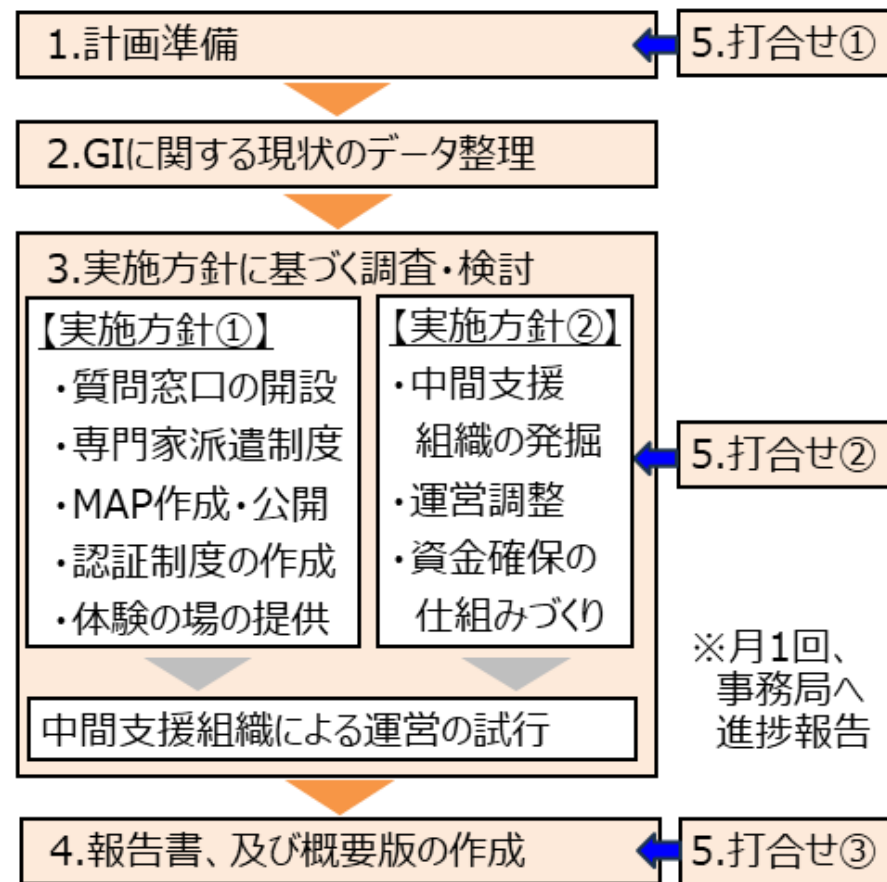 1.計画準備
5.打合せ①
2.GIに関する現状のデータ整理
3.実施方針に基づく調査・検討
【実施方針①】
・質問窓口の開設
・専門家派遣制度
・MAP作成・公開
・認証制度の作成
・体験の場の提供
【実施方針②】
・中間支援
組織の発掘
・運営調整
・資金確保の
仕組みづくり
5.打合せ②
中間支援組織による運営の試行
※月1回、
事務局へ
進捗報告
4.報告書、及び概要版の作成
5.打合せ③